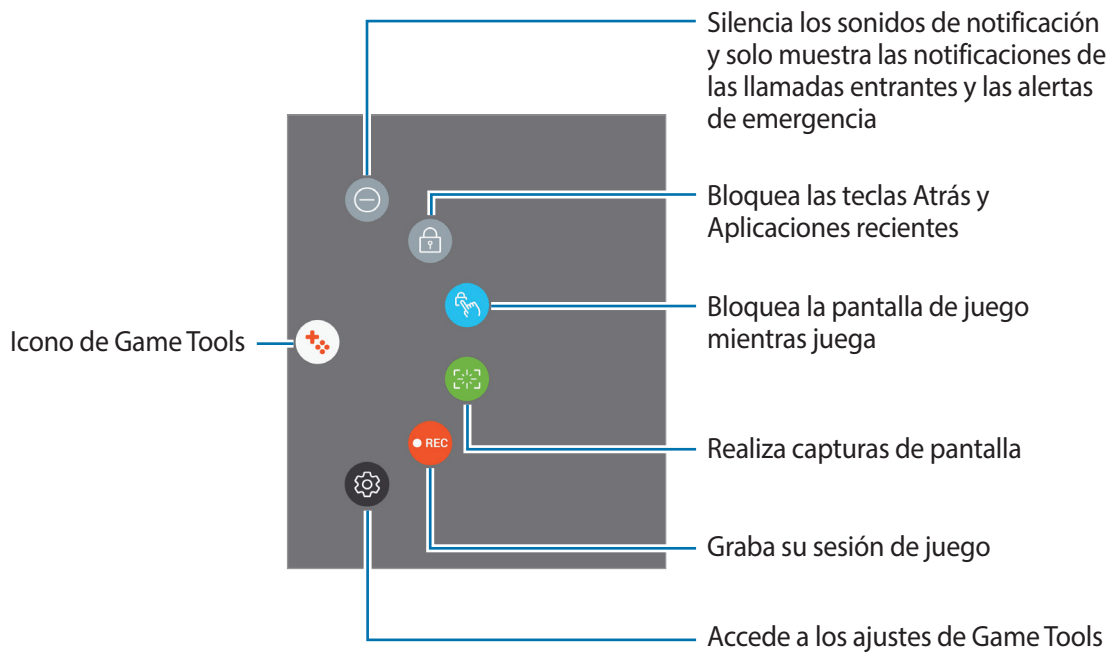 Silencia los sonidos de notificación
y solo muestra las notificaciones de
las llamadas entrantes y las alertas
de emergencia
Bloquea las teclas Atrás y
Aplicaciones recientes
Bloquea la pantalla de juego
mientras juega
Icono de Game Tools
Realiza capturas de pantalla
REC
Graba su sesión de juego
Accede a los ajustes de Game Tools